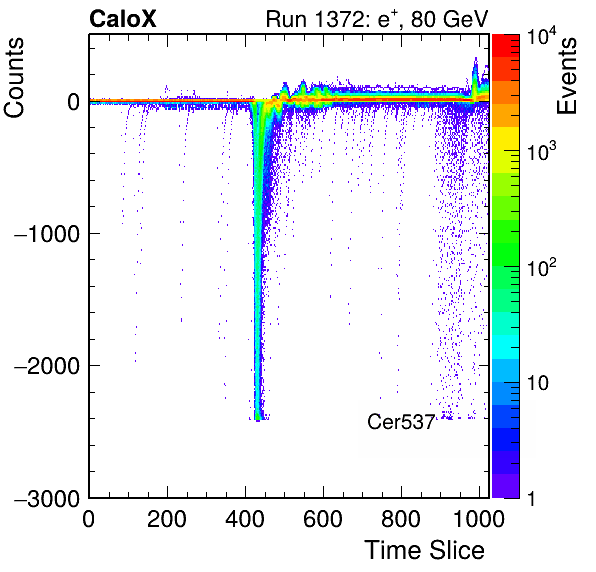 CaloX Run 1372: e⁺, 80 GeV
Counts
Events
0
−1000
−2000
−3000
0 200 400 600 800 1000
Time Slice
Cer537
10⁴
10³
10²
10
1